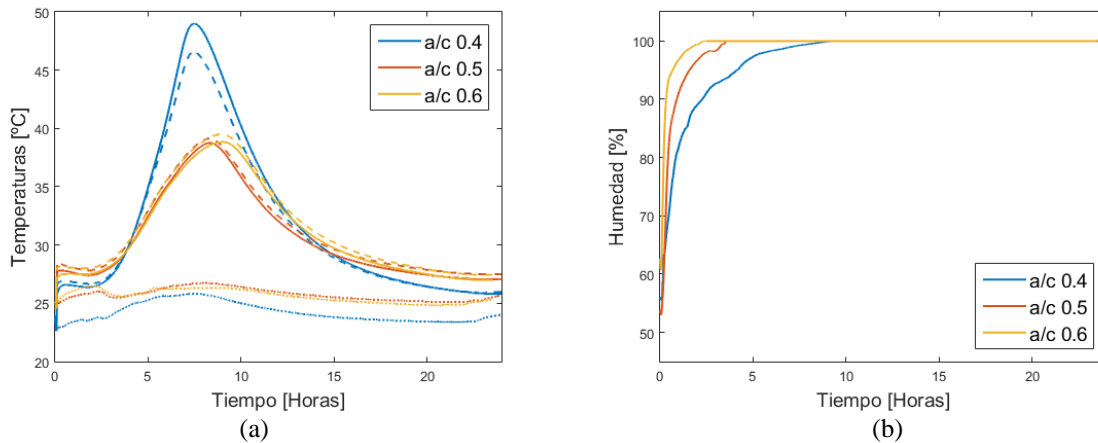 50
45
40
35
30
25
20
0
5
10
15
20
Temperaturas [ºC]
Tiempo [Horas]
a/c 0.4
a/c 0.5
a/c 0.6
(a)
100
90
80
70
60
50
0
5
10
15
20
Humedad [%]
Tiempo [Horas]
a/c 0.4
a/c 0.5
a/c 0.6
(b)